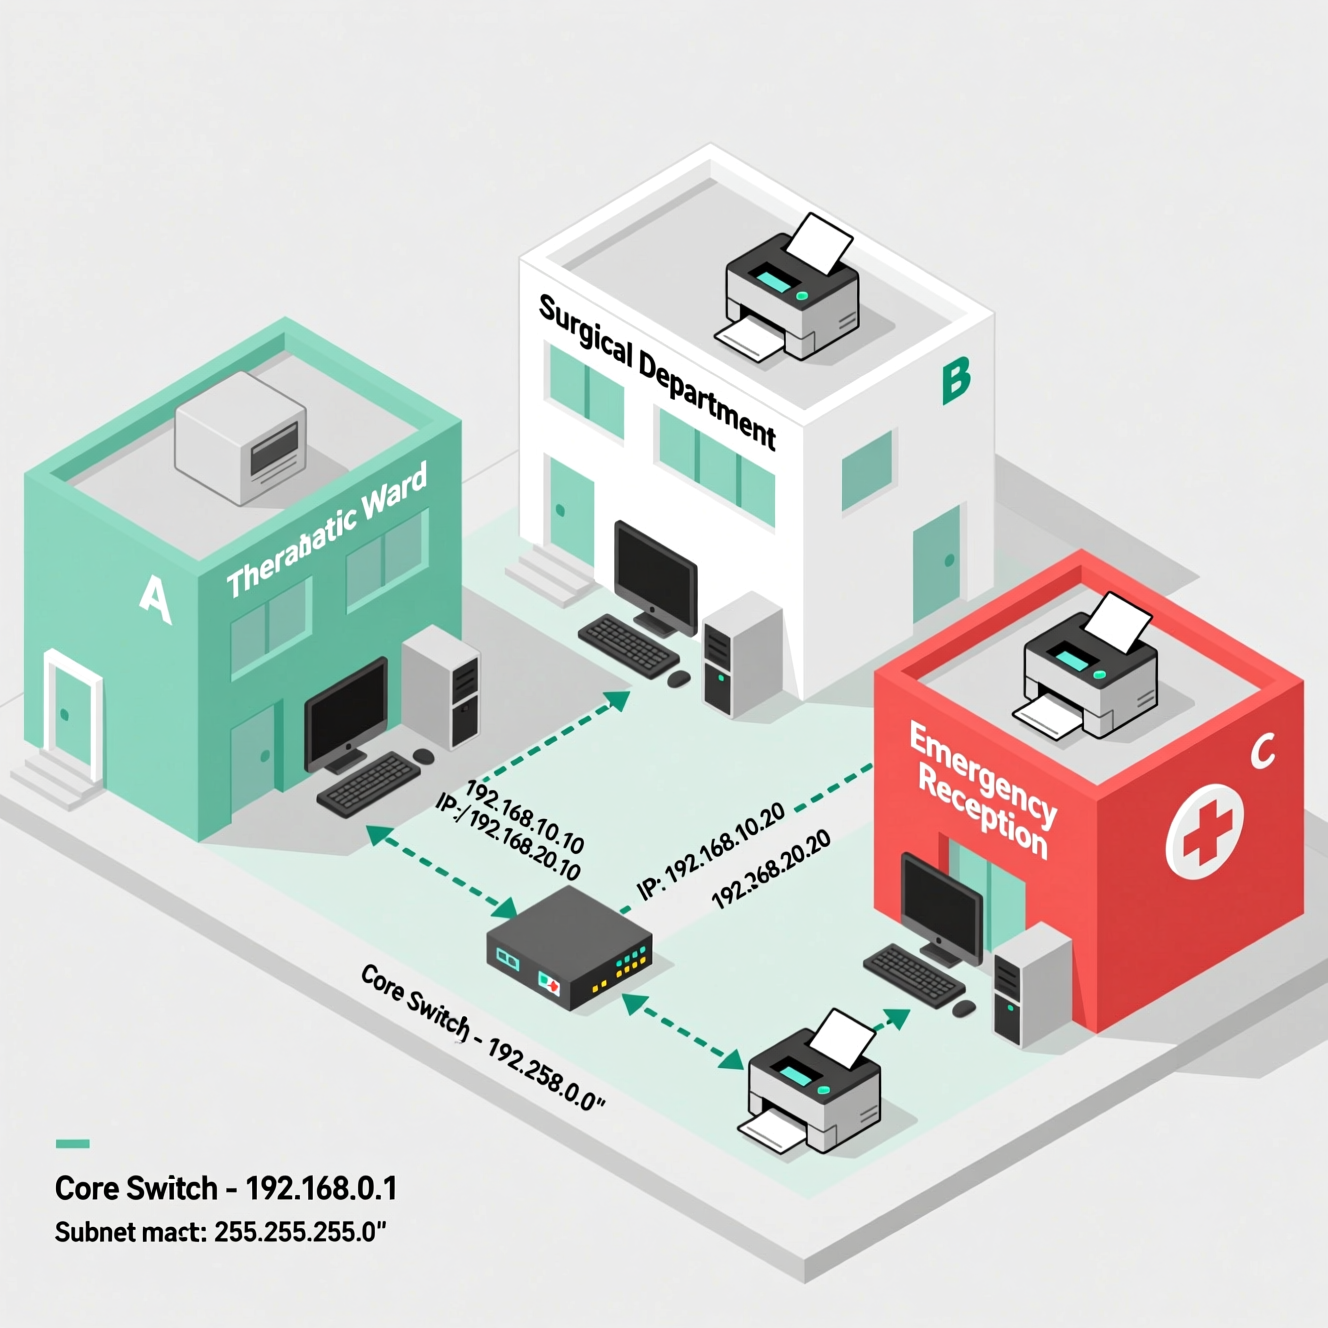 Surgical Department
B
Therabatic Ward
A
Emergency
Reception
C
192.168.10.10
IP:/192.168.20.10
IP: 192.168.10.20
192.268.20.20
Core Switch - 192.258.0.0"
Core Switch - 192.168.0.1
Subnet mact: 255.255.255.0"